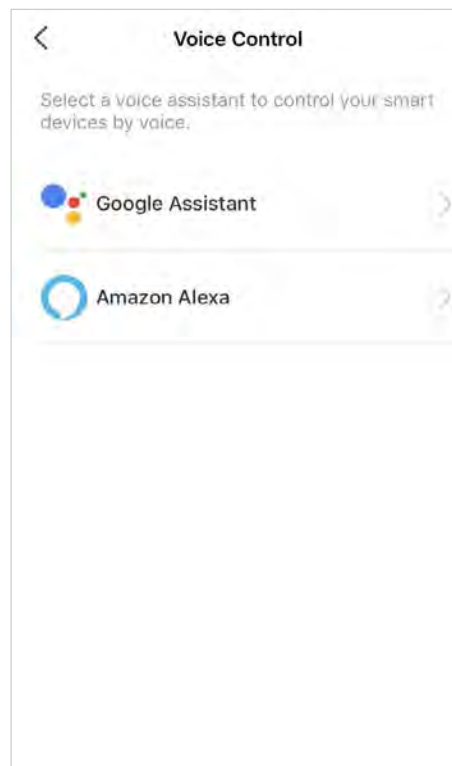 Voice Control
Select a voice assistant to control your smart
devices by voice.
Google Assistant
Amazon Alexa